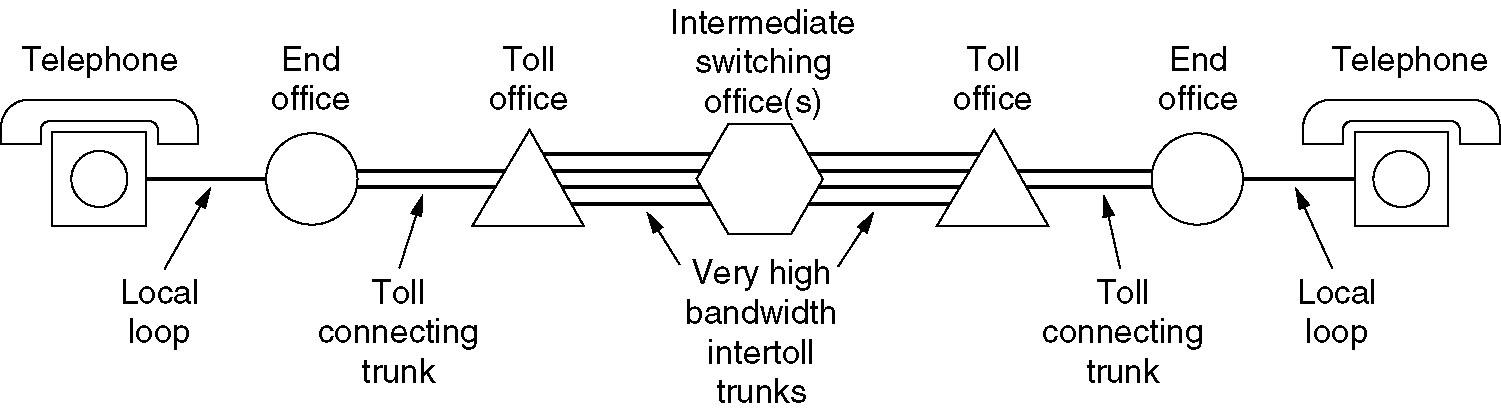 Telephone
End
office
Toll
office
Intermediate
switching
office(s)
Toll
office
End
office
Telephone
Local
loop
Toll
connecting
trunk
Very high
bandwidth
intertoll
trunks
Toll
connecting
trunk
Local
loop